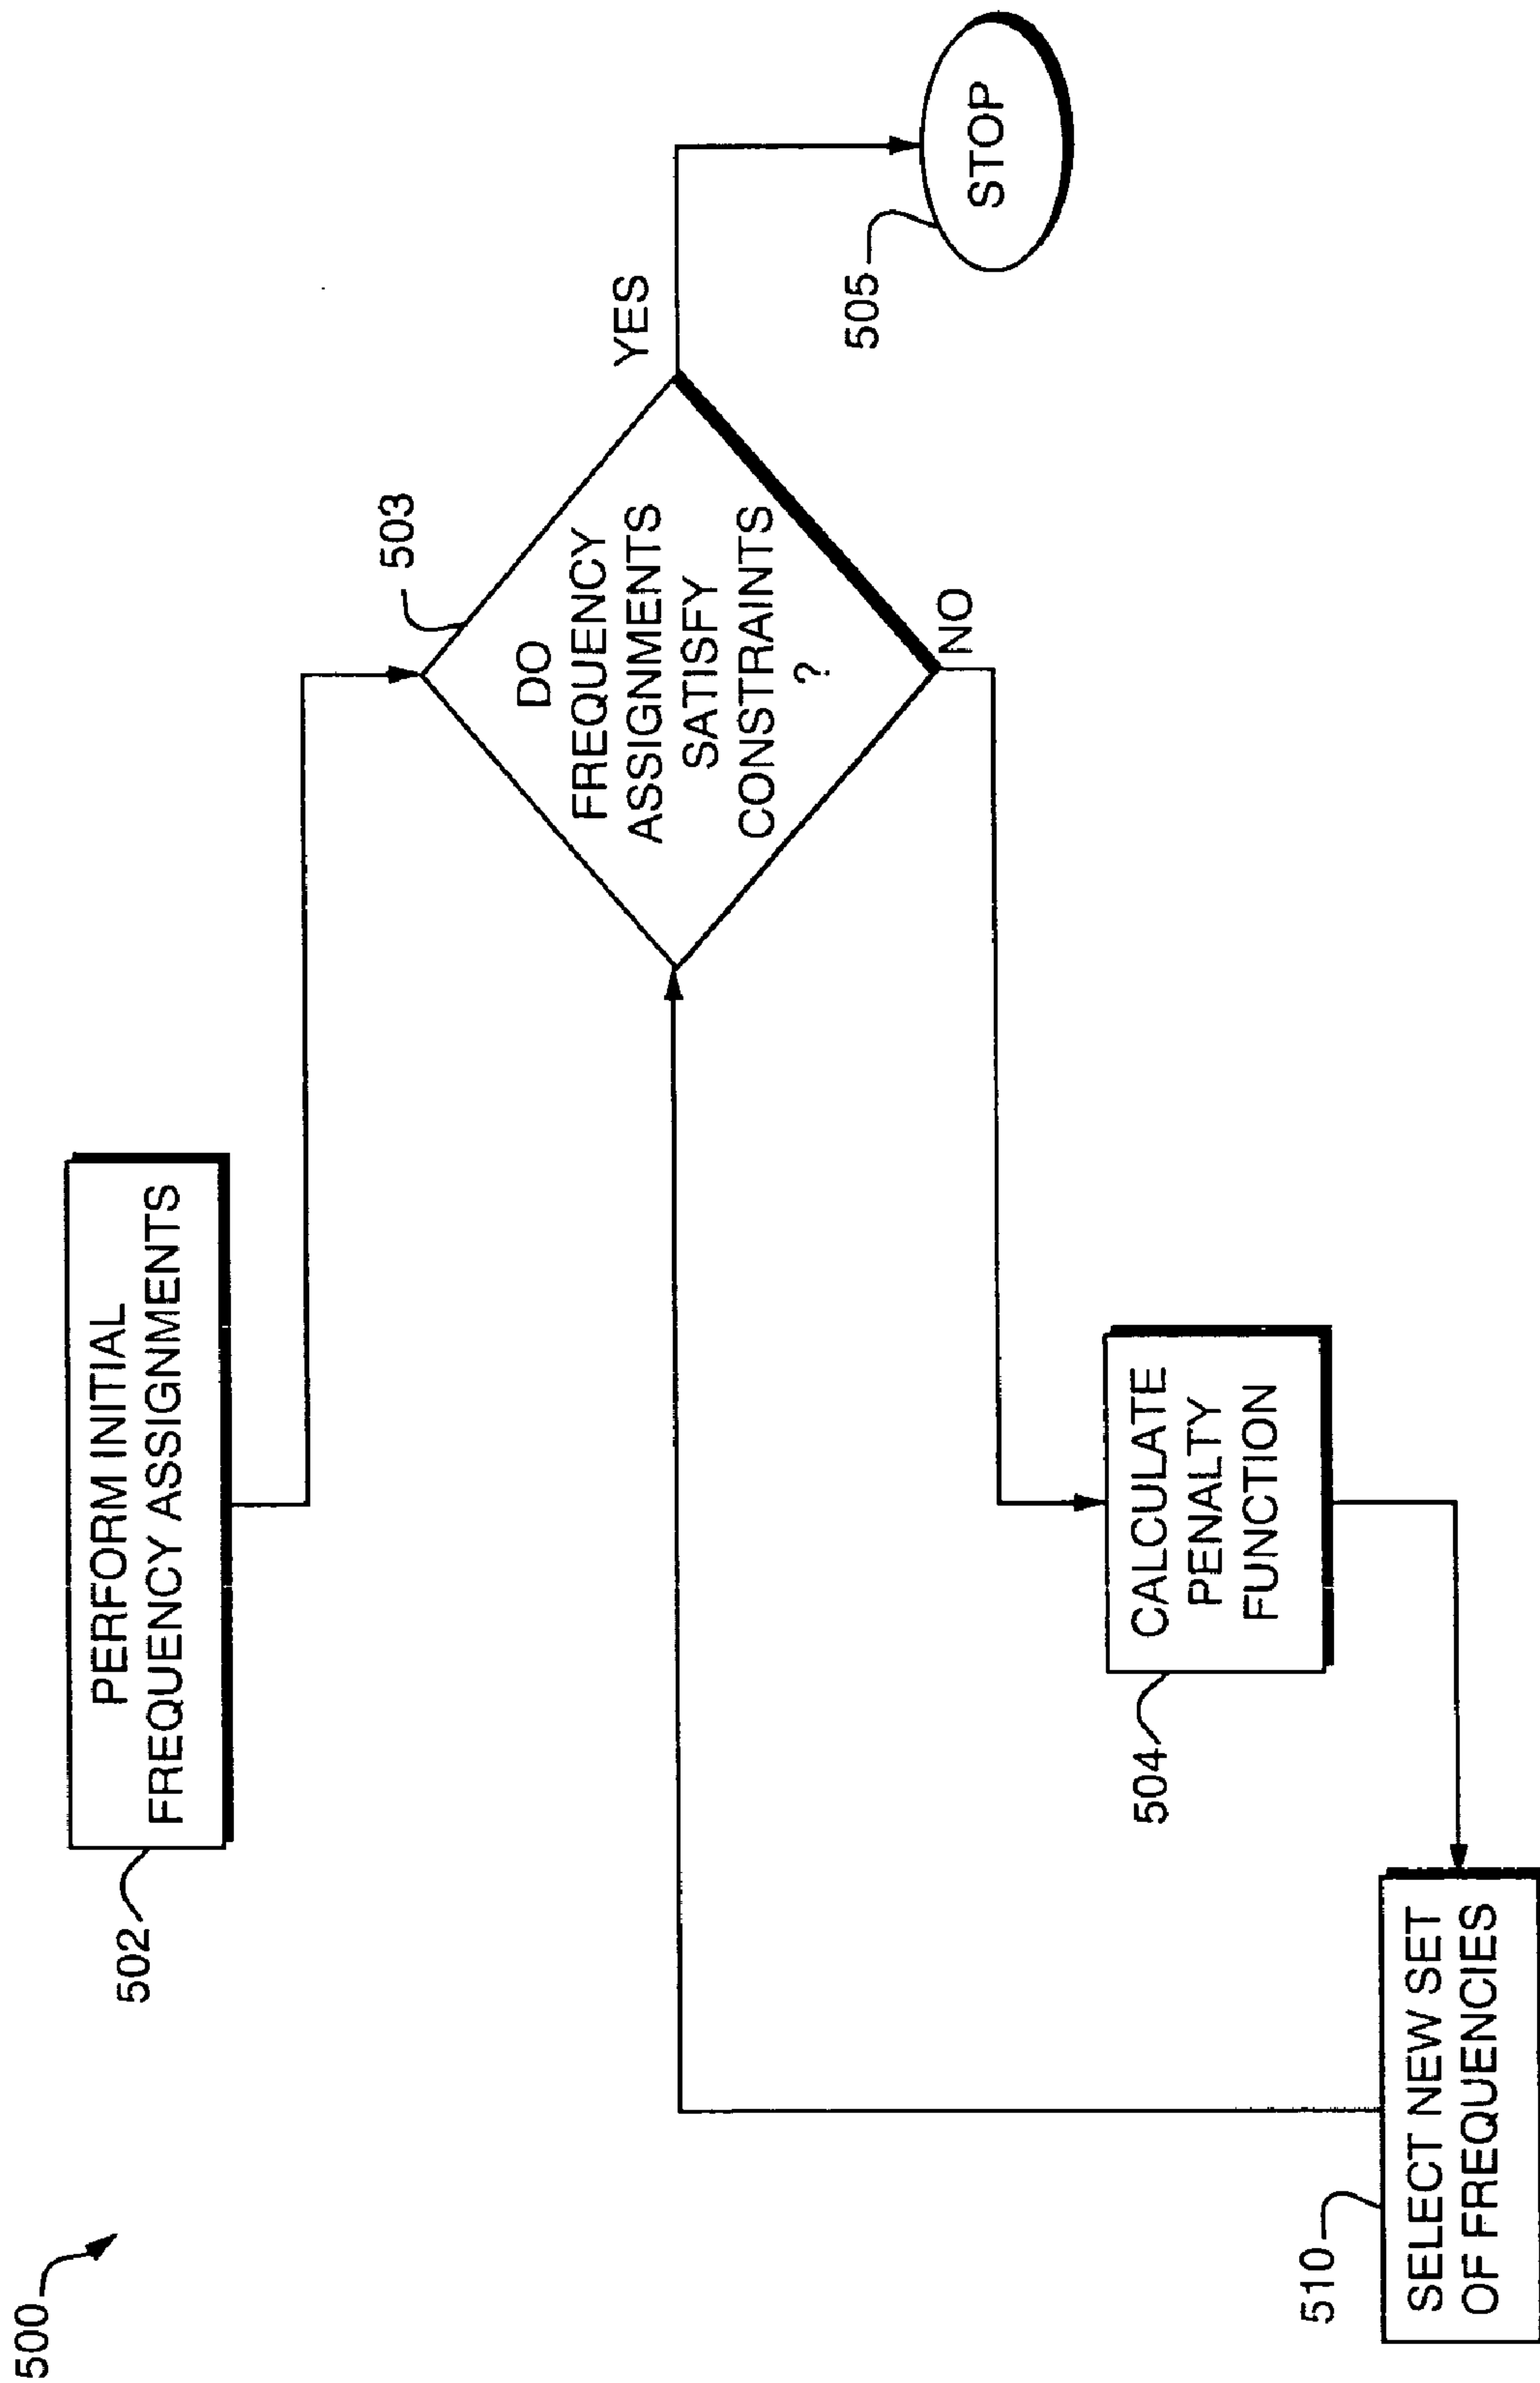 500
502
PERFORM INITIAL
FREQUENCY ASSIGNMENTS
503
DO
FREQUENCY
ASSIGNMENTS
SATISFY
CONSTRAINTS
?
YES
NO
505
STOP
504
CALCULATE
PENALTY
FUNCTION
510
SELECT NEW SET
OF FREQUENCIES